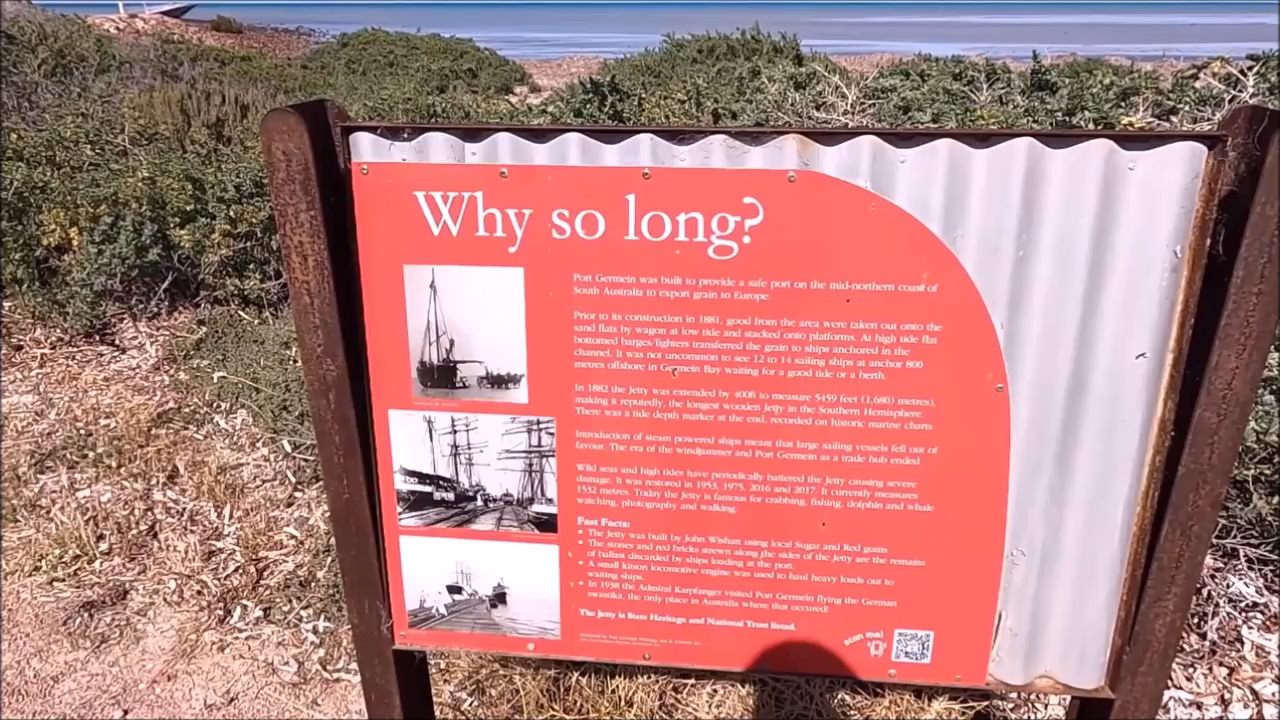 Why so long?
Port Germein was built to provide a safe port on the mid-northern coast of
South Australia to export grain to Europe.
Prior to its construction in 1881, good from the area were taken out onto the
sand flats by wagon at low tide and stacked onto platforms. At high tide flat
bottomed barges/lighters transferred the grain to ships anchored in the
channel. It was not uncommon to see 12 to 14 sailing ships at anchor 800
metres offshore in Germein Bay waiting for a good tide or a berth.
In 1882 the Jetty was extended by 400ft to measure 5459 feet (1,680) metres),
making it reputedly, the longest wooden Jetty in the Southern Hemisphere.
There was a tide depth marker at the end, recorded on historic marine charts
Introduction of steam powered ships meant that large sailing vessels fell out of
favour. The era of the windjammer and Port Germein as a trade hub ended
Wild seas and high tides have periodically battered the Jetty causing severe
damage. It was restored in 1953, 1975, 2016 and 2017. It currently measures
1532 metres. Today the Jetty is famous for crabbing, fishing, dolphin and whale
watching, photography and walking.
Fast Facts:
• The Jetty was built by John Wishart using local Sugar and Red gums
• The stones and red bricks strewn along the sides of the Jetty are the remains
of ballast discarded by ships loading at the port.
• A small kitson locomotive engine was used to haul heavy loads out to
waiting ships.
• In 1938 the Admiral Karpfanger visited Port Germein flying the German
swastika, the only place in Australia where that occured!
The Jetty is State Heritage and National Trust listed.
scan me!